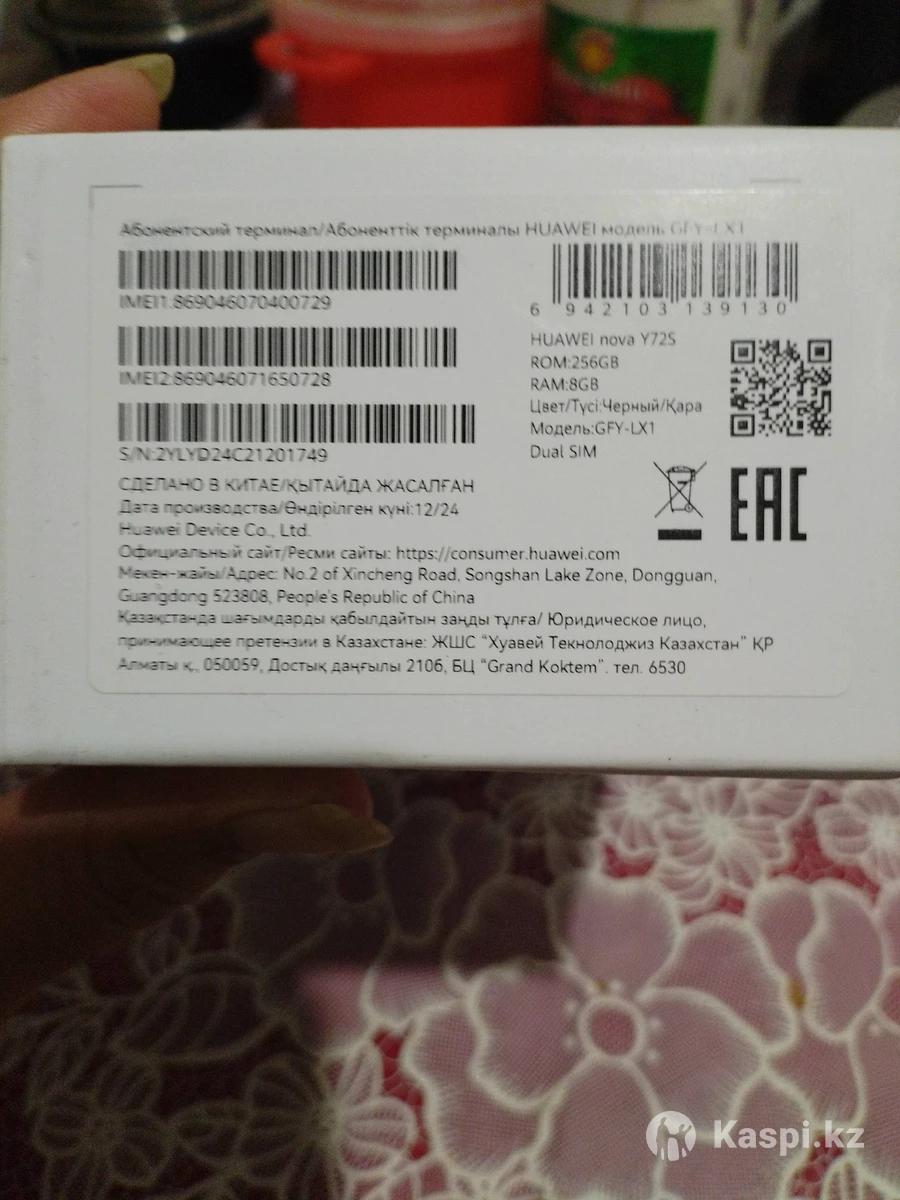 Абонентский терминал/Абоненттік терминалы HUAWEI модель GFY-LX1
IMEI1:869046070400729
IMEI2:869046071650728
S/N:2YLYD24C21201749
6 942103 139130
HUAWEI nova Y72S
ROM:256GB
RAM:8GB
Цвет/Түсі:Черный/Қара
Модель:GFY-LX1
Dual SIM
EAC
СДЕЛАНО В КИТАЕ/ҚЫТАЙДА ЖАСАЛҒАН
Дата производства/Өндірілген күні:12/24
Huawei Device Co., Ltd.
Официальный сайт/Ресми сайты: https://consumer.huawei.com
Мекен-жайы/Адрес: No.2 of Xincheng Road, Songshan Lake Zone, Dongguan,
Guangdong 523808, People's Republic of China
Қазақстанда шағымдарды қабылдайтын заңды тұлға/ Юридическое лицо,
принимающее претензии в Казахстане: ЖШС "Хуавей Текнолоджиз Казахстан" ҚР
Алматы қ., 050059, Достық даңғылы 210б, БЦ "Grand Koktem". тел. 6530
Kaspi.kz